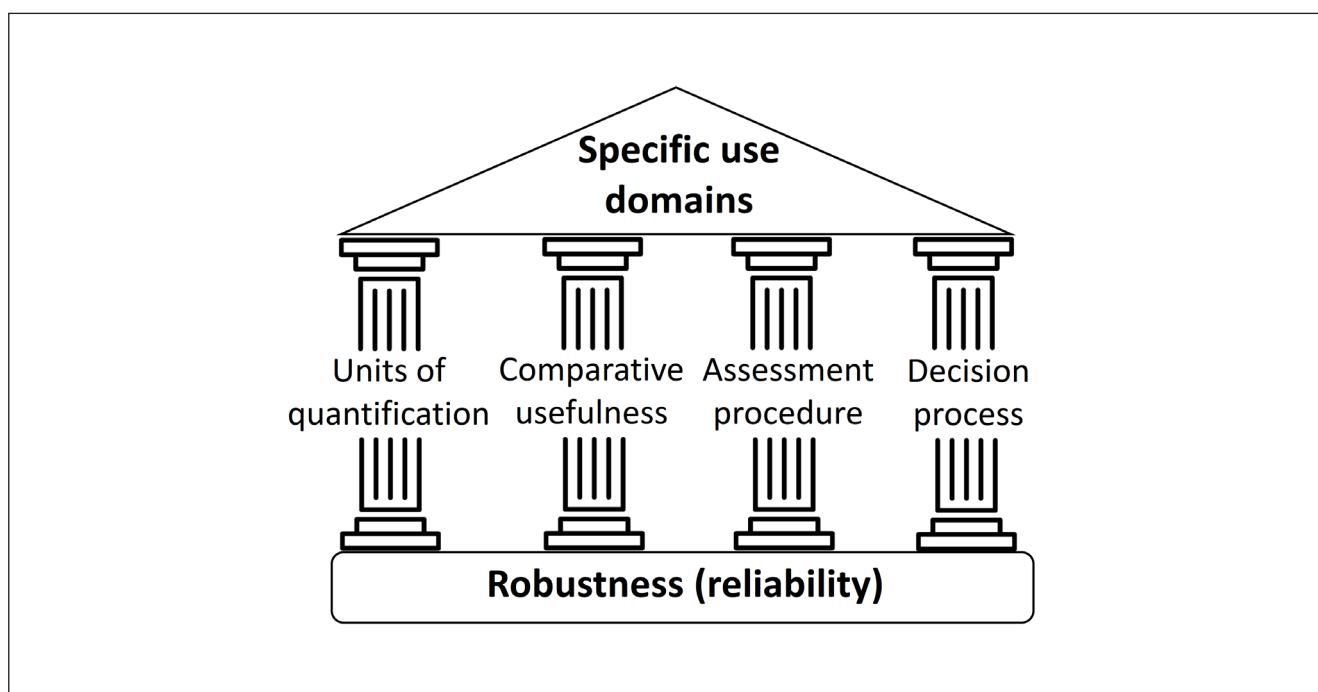 Specific use
domains
Units of
quantification
Comparative
usefulness
Assessment
procedure
Decision
process
Robustness (reliability)